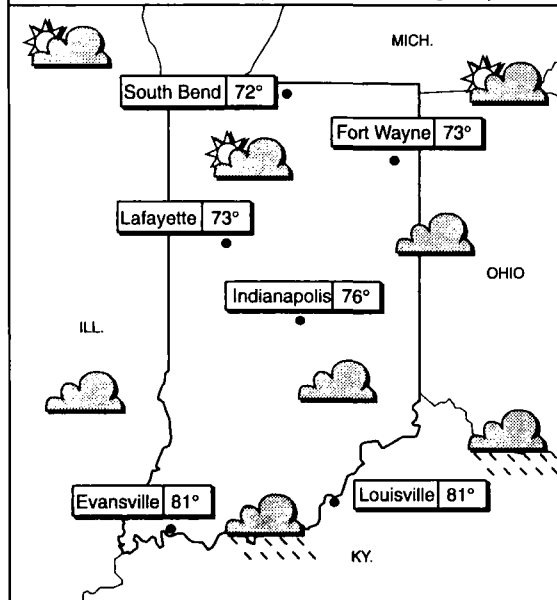 MICH.
South Bend 72°
Fort Wayne 73°
Lafayette 73°
OHIO
Indianapolis 76°
ILL.
Evansville 81°
Louisville 81°
KY.